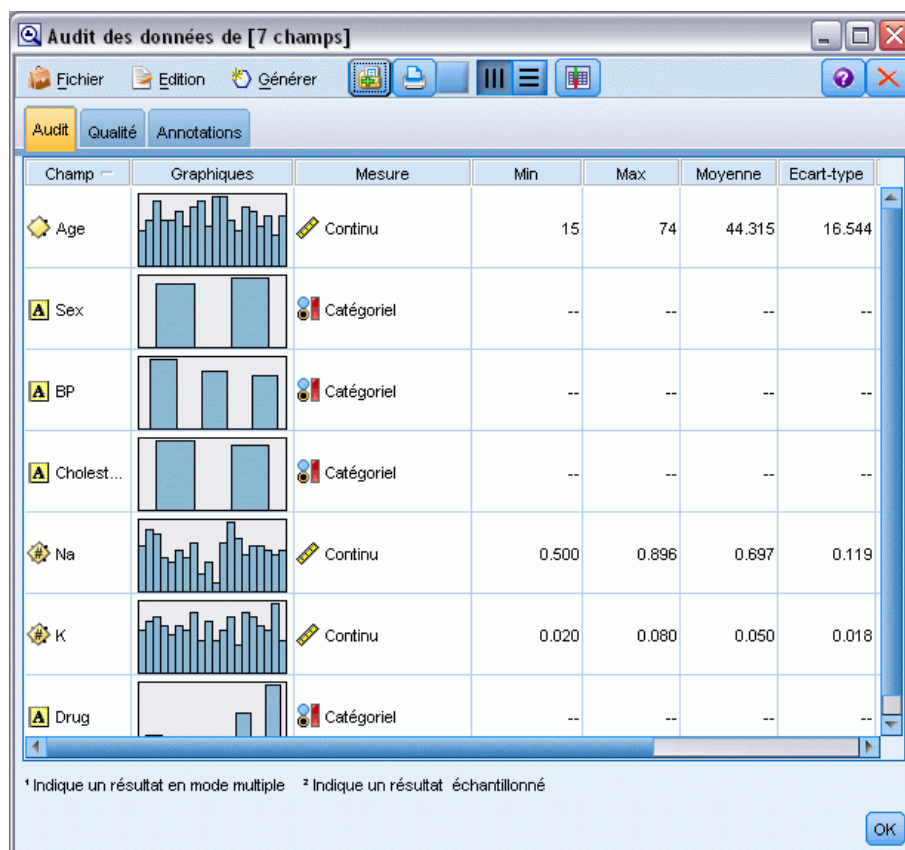 Audit des données de [7 champs]
Fichier Edition Générer
Audit Qualité Annotations
Champ Graphiques Mesure Min Max Moyenne Ecart-type
Age Continu 15 74 44.315 16.544
A Sex Catégoriel -- -- -- --
A BP Catégoriel -- -- -- --
A Cholest... Catégoriel -- -- -- --
# Na Continu 0.500 0.896 0.697 0.119
# K Continu 0.020 0.080 0.050 0.018
A Drug Catégoriel -- -- -- --
¹ Indique un résultat en mode multiple ² Indique un résultat échantillonné
OK